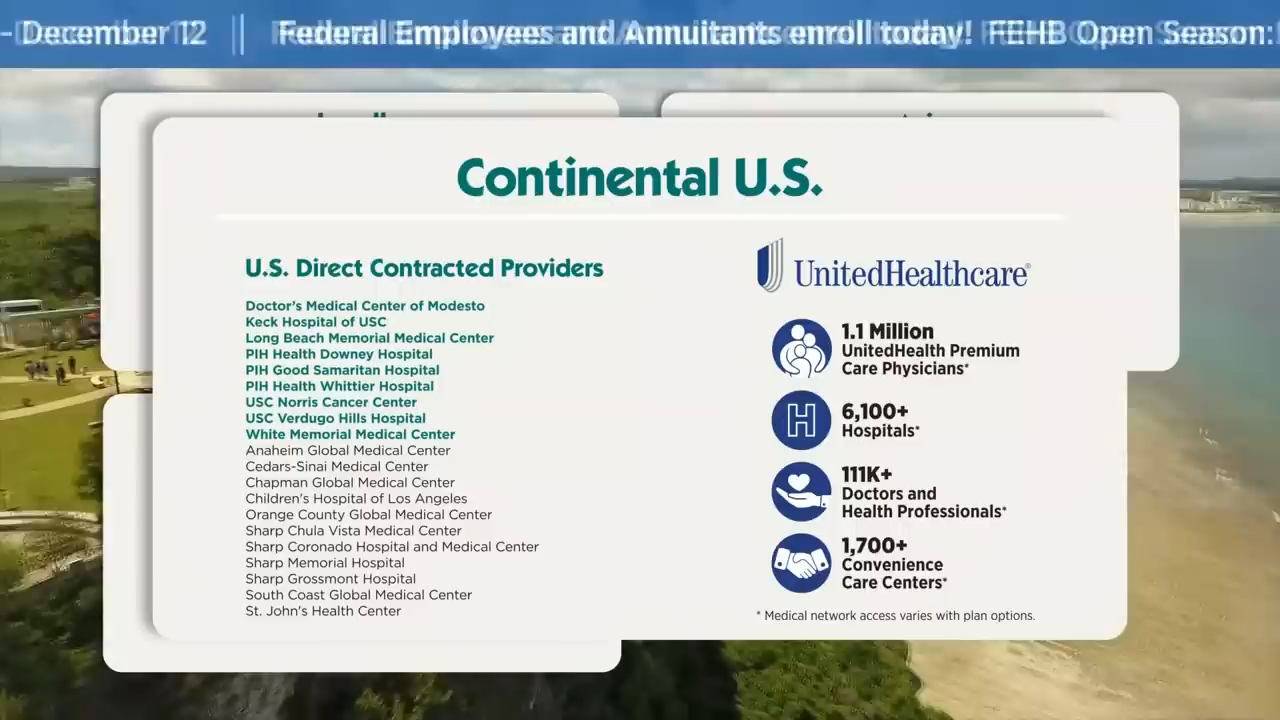 - December 12 || Federal Employees and Annuitants enroll today! FEHB Open Season:
Continental U.S.
U.S. Direct Contracted Providers
Doctor's Medical Center of Modesto
Keck Hospital of USC
Long Beach Memorial Medical Center
PIH Health Downey Hospital
PIH Good Samaritan Hospital
PIH Health Whittier Hospital
USC Norris Cancer Center
USC Verdugo Hills Hospital
White Memorial Medical Center
Anaheim Global Medical Center
Cedars-Sinai Medical Center
Chapman Global Medical Center
Children's Hospital of Los Angeles
Orange County Global Medical Center
Sharp Chula Vista Medical Center
Sharp Coronado Hospital and Medical Center
Sharp Memorial Hospital
Sharp Grossmont Hospital
South Coast Global Medical Center
St. John's Health Center
UnitedHealthcare®
1.1 Million
UnitedHealth Premium
Care Physicians*
H
6,100+
Hospitals*
111K+
Doctors and
Health Professionals*
1,700+
Convenience
Care Centers*
* Medical network access varies with plan options.